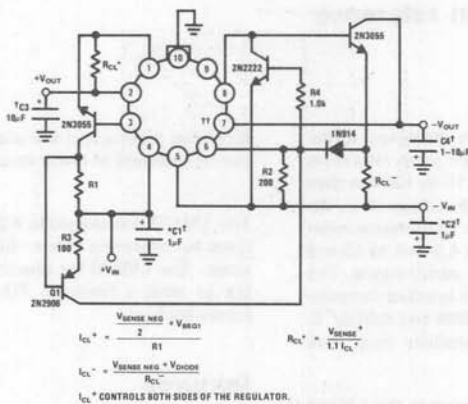 10
1
9
2
8
3
7
4
6
5
††
RCL+
+VOUT
†C3
10μF
2N3055
2N2222
2N3055
R4
1.0k
-VOUT
C4†
1-10μF
1N914
R2
200
RCL-
-VIN
*C2†
1μF
R1
*C1†
1μF
R3
100
+VIN
Q1
2N2906
ICL+ = (VSENSE NEG / 2 + VBEQ1) / R1
RCL+ = VSENSE+ / 1.1 ICL+
ICL- = (VSENSE NEG + VDIODE) / RCL-
ICL+ CONTROLS BOTH SIDES OF THE REGULATOR.